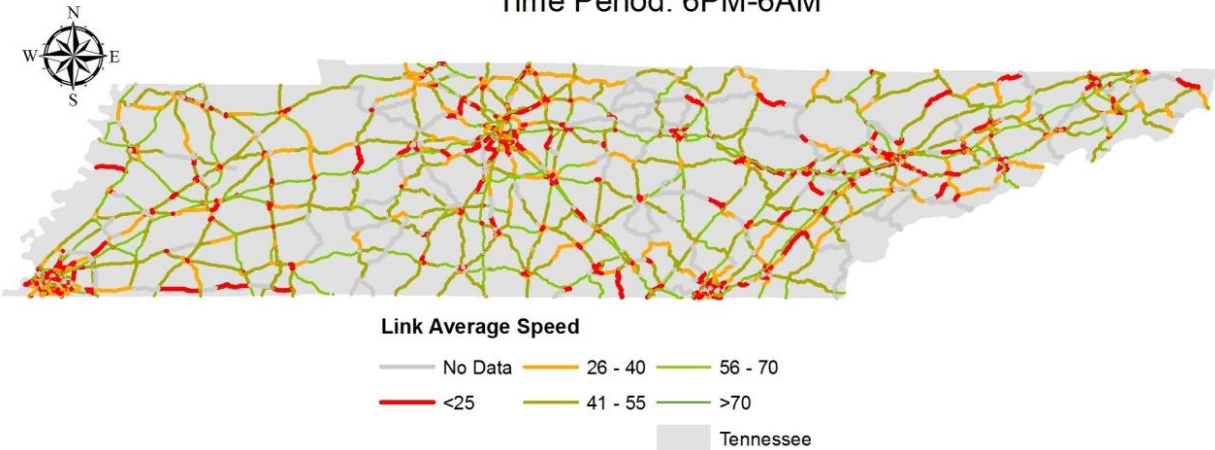 Time Period: 6PM-6AM
N
W E
S
Link Average Speed
No Data 26 - 40 56 - 70
<25 41 - 55 >70
Tennessee